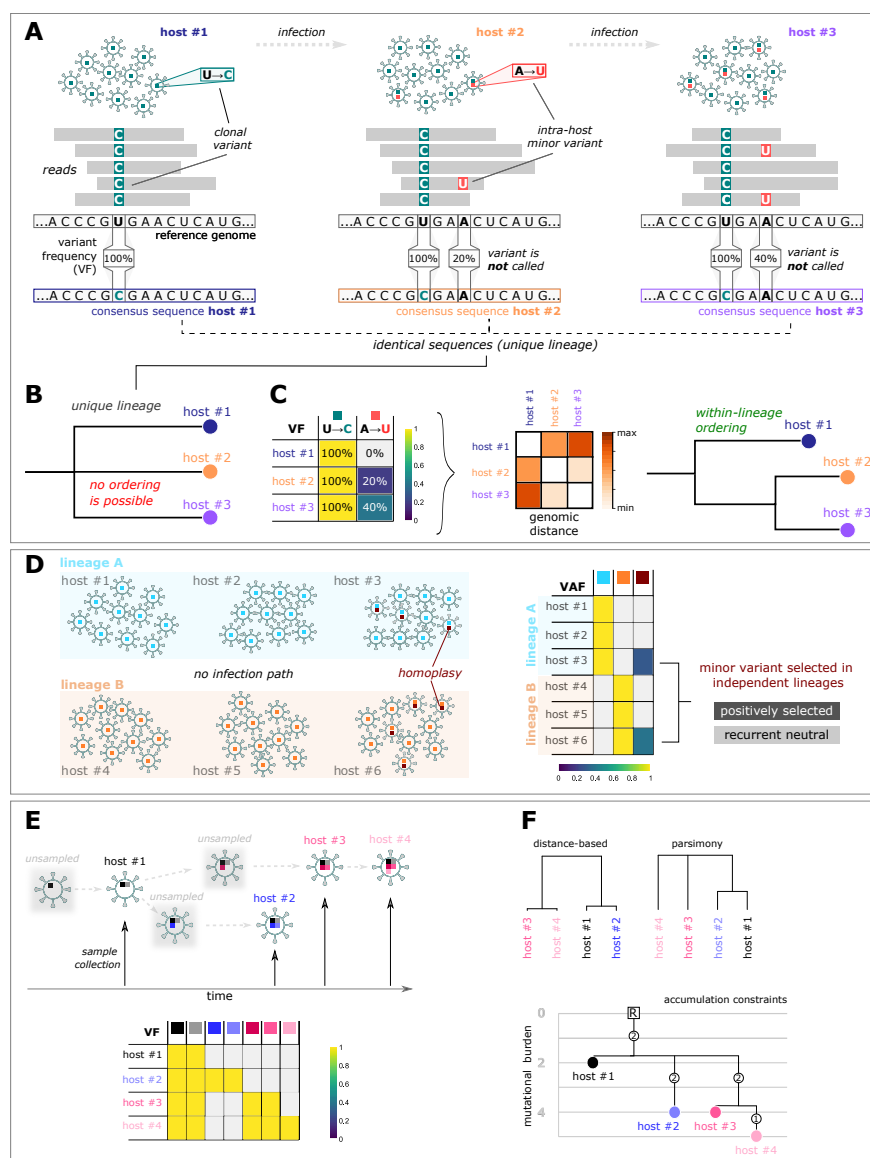 A
host #1
infection
host #2
infection
host #3
U→C
A→U
clonal
variant
intra-host
minor variant
reads
C
C
C
C
C
C
C
C
C U
C
C
C U
C
C
C U
...A C C C G U G A A C U C A U G...
reference genome
...A C C C G U G A A C U C A U G...
...A C C C G U G A A C U C A U G...
variant
frequency
(VF)
100%
100%
20%
variant is
not called
100%
40%
variant is
not called
...A C C C G C G A A C U C A U G...
consensus sequence host #1
...A C C C G C G A A C U C A U G...
consensus sequence host #2
...A C C C G C G A A C U C A U G...
consensus sequence host #3
identical sequences (unique lineage)
B
unique lineage
host #1
host #2
no ordering
is possible
host #3
C
VF U→C A→U
host #1 100% 0%
host #2 100% 20%
host #3 100% 40%
1
0.8
0.6
0.4
0.2
0
host #1
host #2
host #3
host #1
host #2
host #3
max
min
genomic
distance
within-lineage
ordering
host #1
host #2
host #3
D
lineage A
host #1
host #2
host #3
no infection path
homoplasy
lineage B
host #4
host #5
host #6
VAF
lineage A
host #1
host #2
host #3
lineage B
host #4
host #5
host #6
0 0.2 0.4 0.6 0.8 1
minor variant selected in
independent lineages
positively selected
recurrent neutral
E
unsampled
host #1
unsampled
unsampled
host #2
host #3
host #4
sample
collection
time
VF
host #1
host #2
host #3
host #4
1
0.8
0.6
0.4
0.2
0
F
distance-based
parsimony
host #3
host #4
host #1
host #2
host #4
host #3
host #2
host #1
accumulation constraints
mutational burden
0
2
4
R
2
host #1
2
2
host #2
host #3
1
host #4